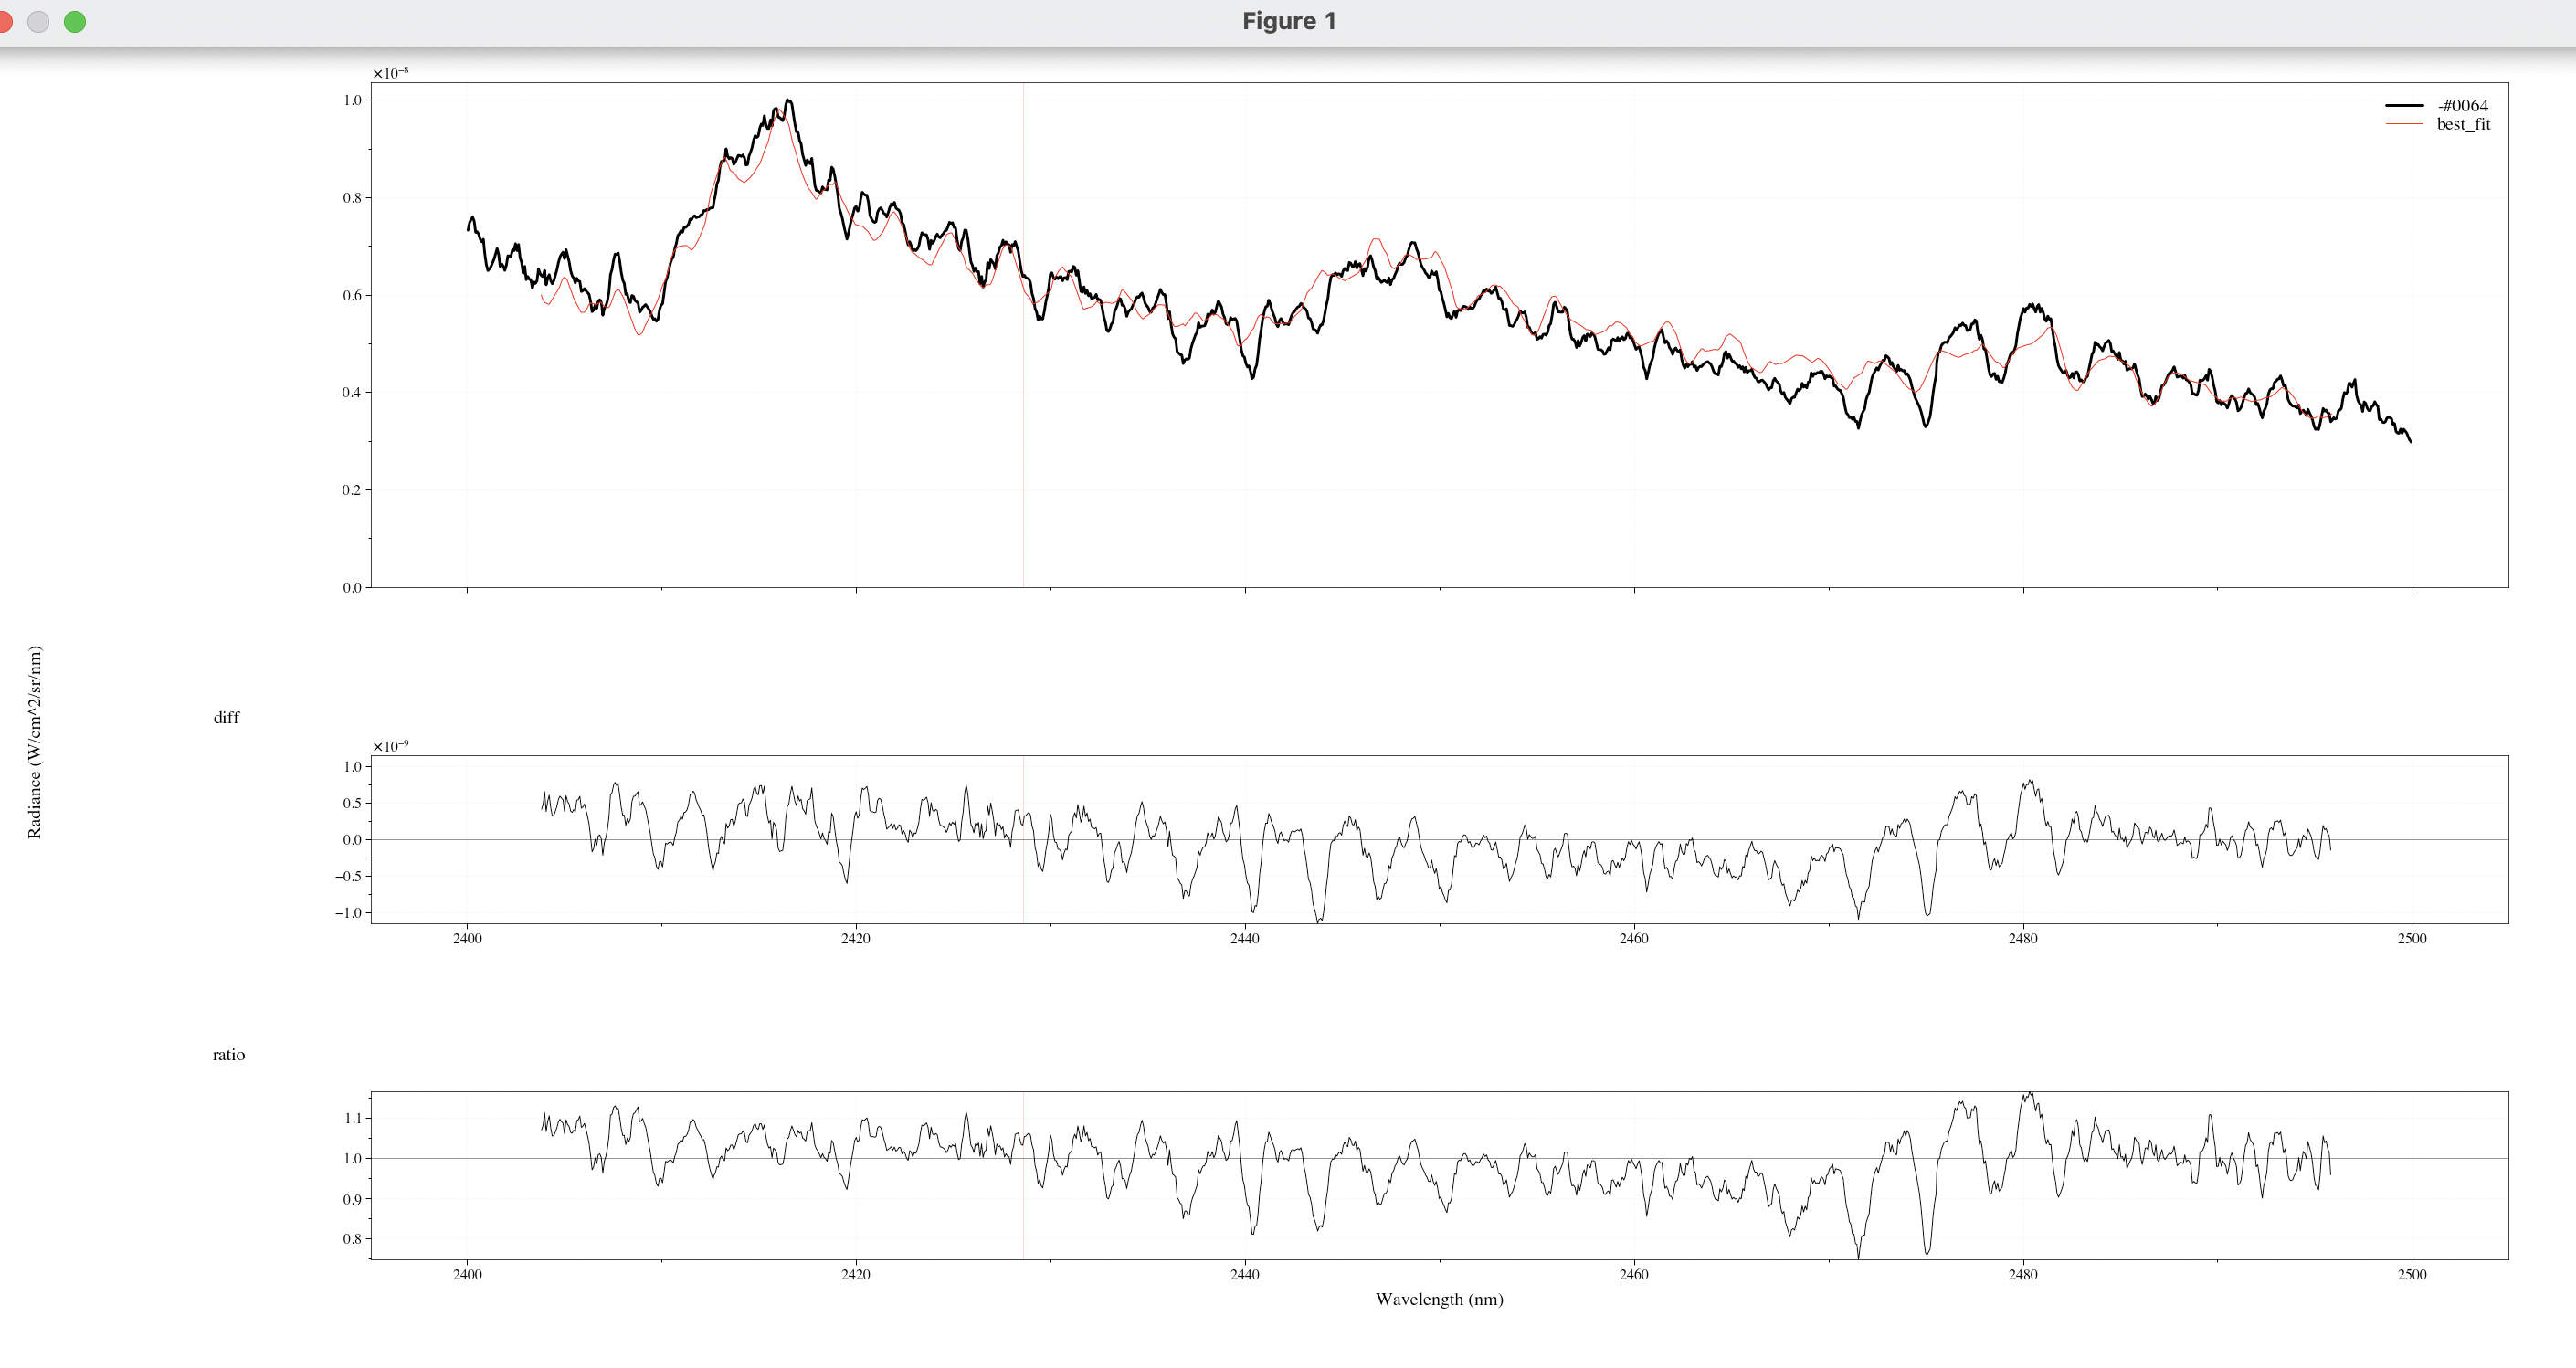 Figure 1
×10⁻⁸
1.0
0.8
0.6
0.4
0.2
0.0
-#0064
best_fit
Radiance (W/cm^2/sr/nm)
diff
×10⁻⁹
1.0
0.5
0.0
−0.5
−1.0
2400 2420 2440 2460 2480 2500
ratio
1.1
1.0
0.9
0.8
2400 2420 2440 2460 2480 2500
Wavelength (nm)